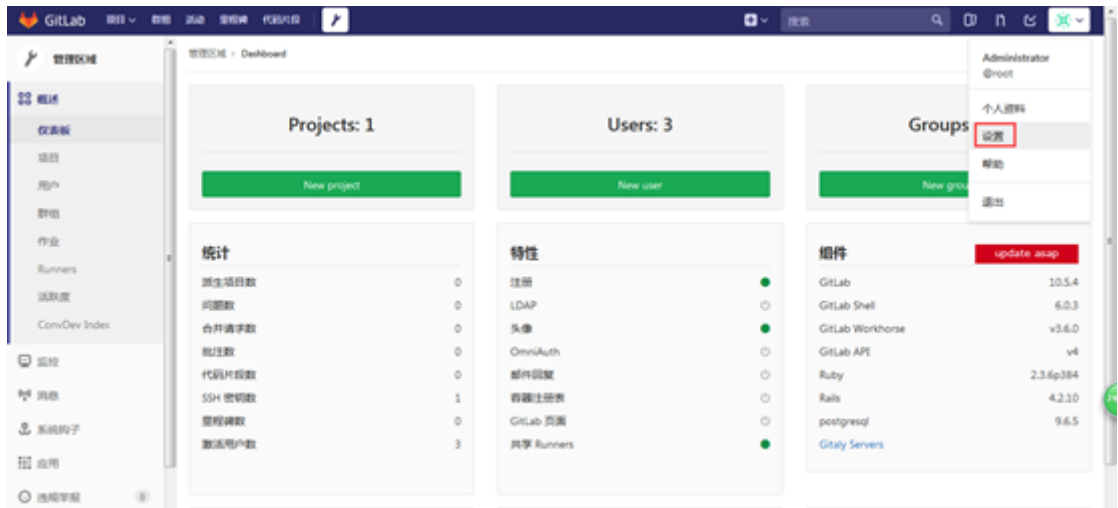 GitLab 项目 群组 活动 里程碑 代码片段 搜索
管理区域
管理区域 > Dashboard
Administrator
@root
个人资料
设置
帮助
退出
概述
仪表板
项目
用户
群组
作业
Runners
活跃度
ConvDev Index
监控
消息
系统钩子
应用
违规举报 0
Projects: 1
New project
Users: 3
New user
Groups
New grou
统计
派生项目数 0
问题数 0
合并请求数 0
批注数 0
代码片段数 0
SSH 密钥数 1
里程碑数 0
激活用户数 3
特性
注册
LDAP
头像
OmniAuth
邮件回复
容器注册表
GitLab 页面
共享 Runners
组件 update asap
GitLab 10.5.4
GitLab Shell 6.0.3
GitLab Workhorse v3.6.0
GitLab API v4
Ruby 2.3.6p384
Rails 4.2.10
postgresql 9.6.5
Gitaly Servers